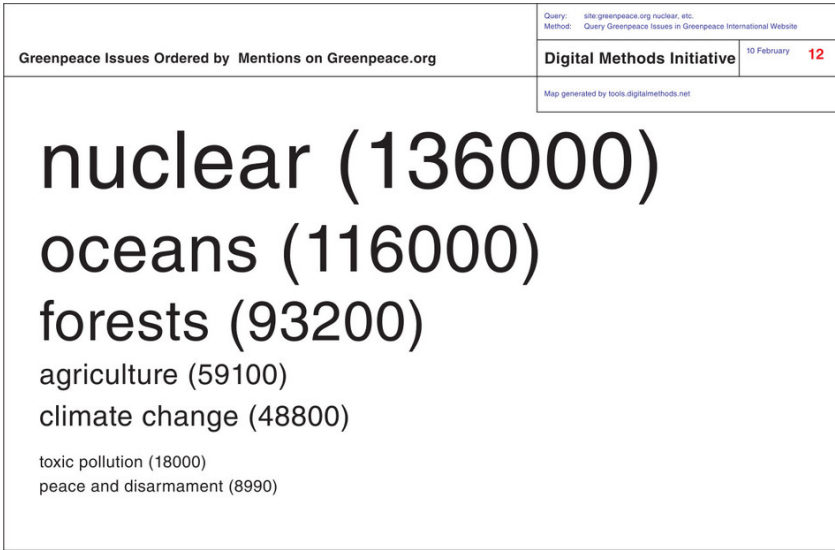 Query: site:greenpeace.org nuclear, etc.
Method: Query Greenpeace Issues in Greenpeace International Website
Greenpeace Issues Ordered by Mentions on Greenpeace.org
Digital Methods Initiative
10 February
12
Map generated by tools.digitalmethods.net
nuclear (136000)
oceans (116000)
forests (93200)
agriculture (59100)
climate change (48800)
toxic pollution (18000)
peace and disarmament (8990)